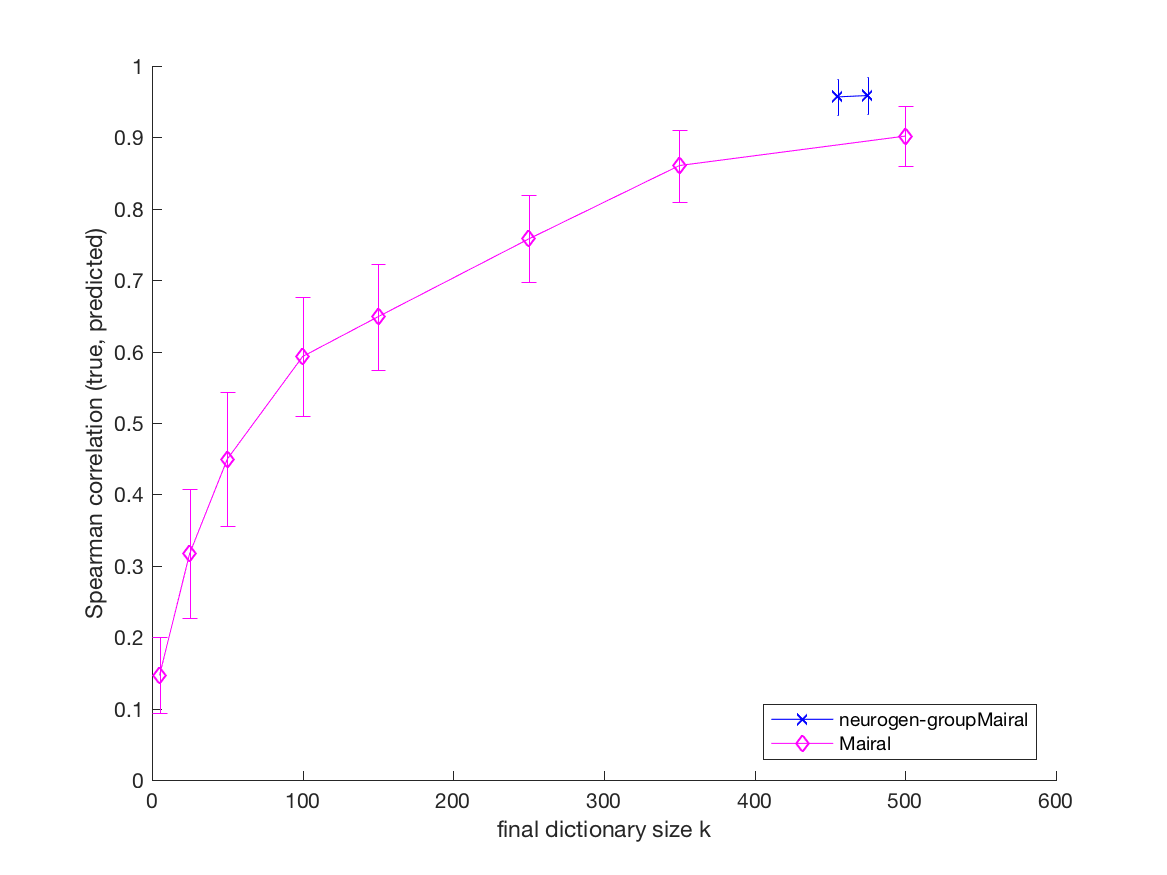 1
0.9
0.8
0.7
0.6
0.5
0.4
0.3
0.2
0.1
0
Spearman correlation (true, predicted)
neurogen-groupMairal
Mairal
0 100 200 300 400 500 600
final dictionary size k